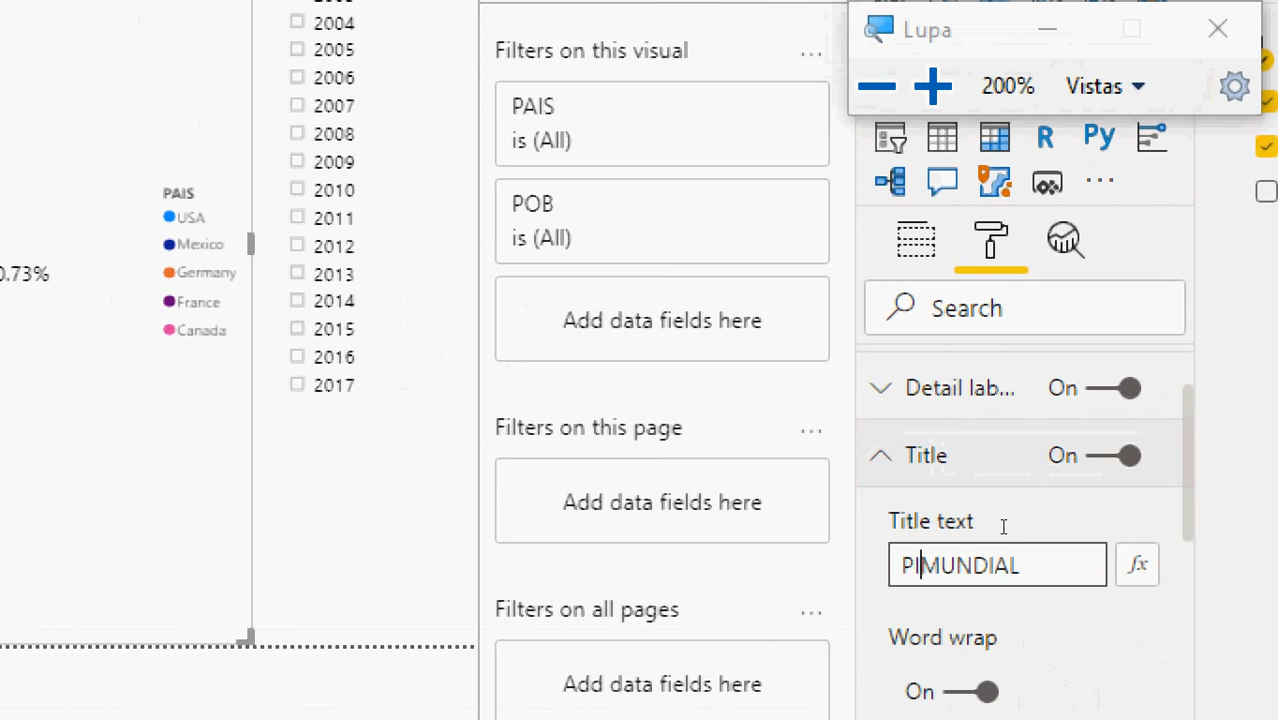 2004
2005
2006
2007
2008
2009
2010
2011
2012
2013
2014
2015
2016
2017
0.73%
PAIS
USA
Mexico
Germany
France
Canada
Filters on this visual ...
PAIS
is (All)
POB
is (All)
Add data fields here
Filters on this page ...
Add data fields here
Filters on all pages ...
Add data fields here
Lupa
200% Vistas
R Py
...
Search
Detail lab... On
Title On
Title text
PIMUNDIAL fx
Word wrap
On